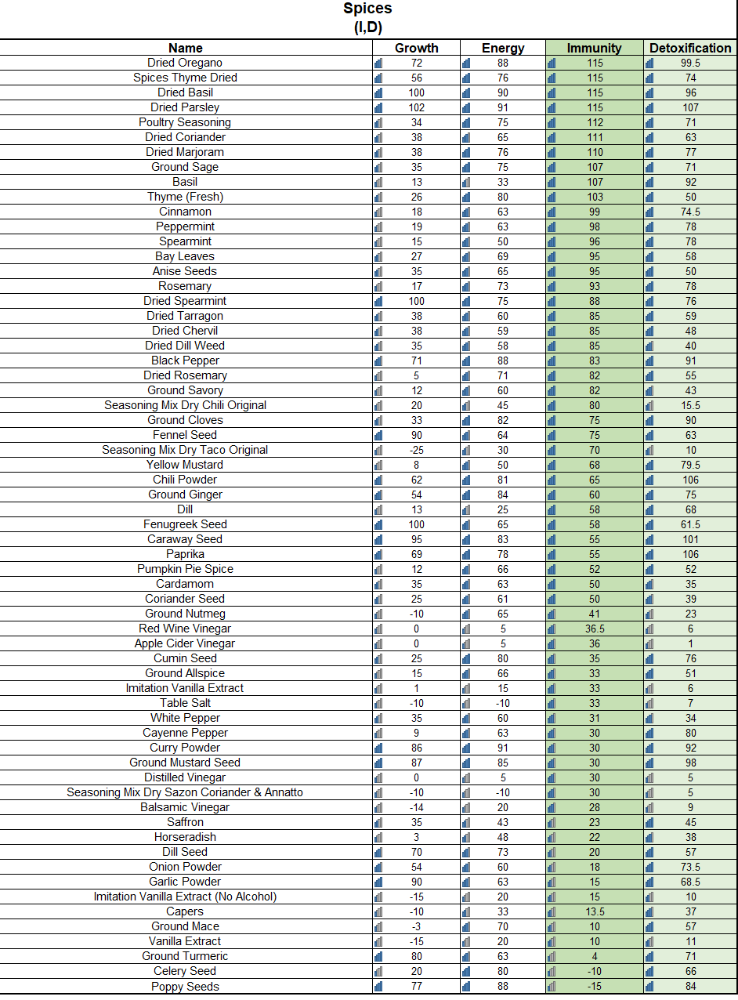 Spices
(I,D)
Name Growth Energy Immunity Detoxification
Dried Oregano 72 88 115 99.5
Spices Thyme Dried 56 76 115 74
Dried Basil 100 90 115 96
Dried Parsley 102 91 115 107
Poultry Seasoning 34 75 112 71
Dried Coriander 38 65 111 63
Dried Marjoram 38 76 110 77
Ground Sage 35 75 107 71
Basil 13 33 107 92
Thyme (Fresh) 26 80 103 50
Cinnamon 18 63 99 74.5
Peppermint 19 63 98 78
Spearmint 15 50 96 78
Bay Leaves 27 69 95 58
Anise Seeds 35 65 95 50
Rosemary 17 73 93 78
Dried Spearmint 100 75 88 76
Dried Tarragon 38 60 85 59
Dried Chervil 38 59 85 48
Dried Dill Weed 35 58 85 40
Black Pepper 71 88 83 91
Dried Rosemary 5 71 82 55
Ground Savory 12 60 82 43
Seasoning Mix Dry Chili Original 20 45 80 15.5
Ground Cloves 33 82 75 90
Fennel Seed 90 64 75 63
Seasoning Mix Dry Taco Original -25 30 70 10
Yellow Mustard 8 50 68 79.5
Chili Powder 62 81 65 106
Ground Ginger 54 84 60 75
Dill 13 25 58 68
Fenugreek Seed 100 65 58 61.5
Caraway Seed 95 83 55 101
Paprika 69 78 55 106
Pumpkin Pie Spice 12 66 52 52
Cardamom 35 63 50 35
Coriander Seed 25 61 50 39
Ground Nutmeg -10 65 41 23
Red Wine Vinegar 0 5 36.5 6
Apple Cider Vinegar 0 5 36 1
Cumin Seed 25 80 35 76
Ground Allspice 15 66 33 51
Imitation Vanilla Extract 1 15 33 6
Table Salt -10 -10 33 7
White Pepper 35 60 31 34
Cayenne Pepper 9 63 30 80
Curry Powder 86 91 30 92
Ground Mustard Seed 87 85 30 98
Distilled Vinegar 0 5 30 5
Seasoning Mix Dry Sazon Coriander & Annatto -10 -10 30 5
Balsamic Vinegar -14 20 28 9
Saffron 35 43 23 45
Horseradish 3 48 22 38
Dill Seed 70 73 20 57
Onion Powder 54 60 18 73.5
Garlic Powder 90 63 15 68.5
Imitation Vanilla Extract (No Alcohol) -15 20 15 10
Capers -10 33 13.5 37
Ground Mace -3 70 10 57
Vanilla Extract -15 20 10 11
Ground Turmeric 80 63 4 71
Celery Seed 20 80 -10 66
Poppy Seeds 77 88 -15 84